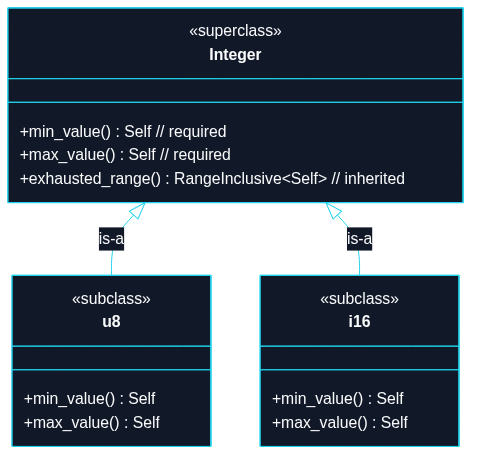 «superclass»
Integer
+min_value() : Self // required
+max_value() : Self // required
+exhausted_range() : RangeInclusive<Self> // inherited
is-a
is-a
«subclass»
u8
+min_value() : Self
+max_value() : Self
«subclass»
i16
+min_value() : Self
+max_value() : Self